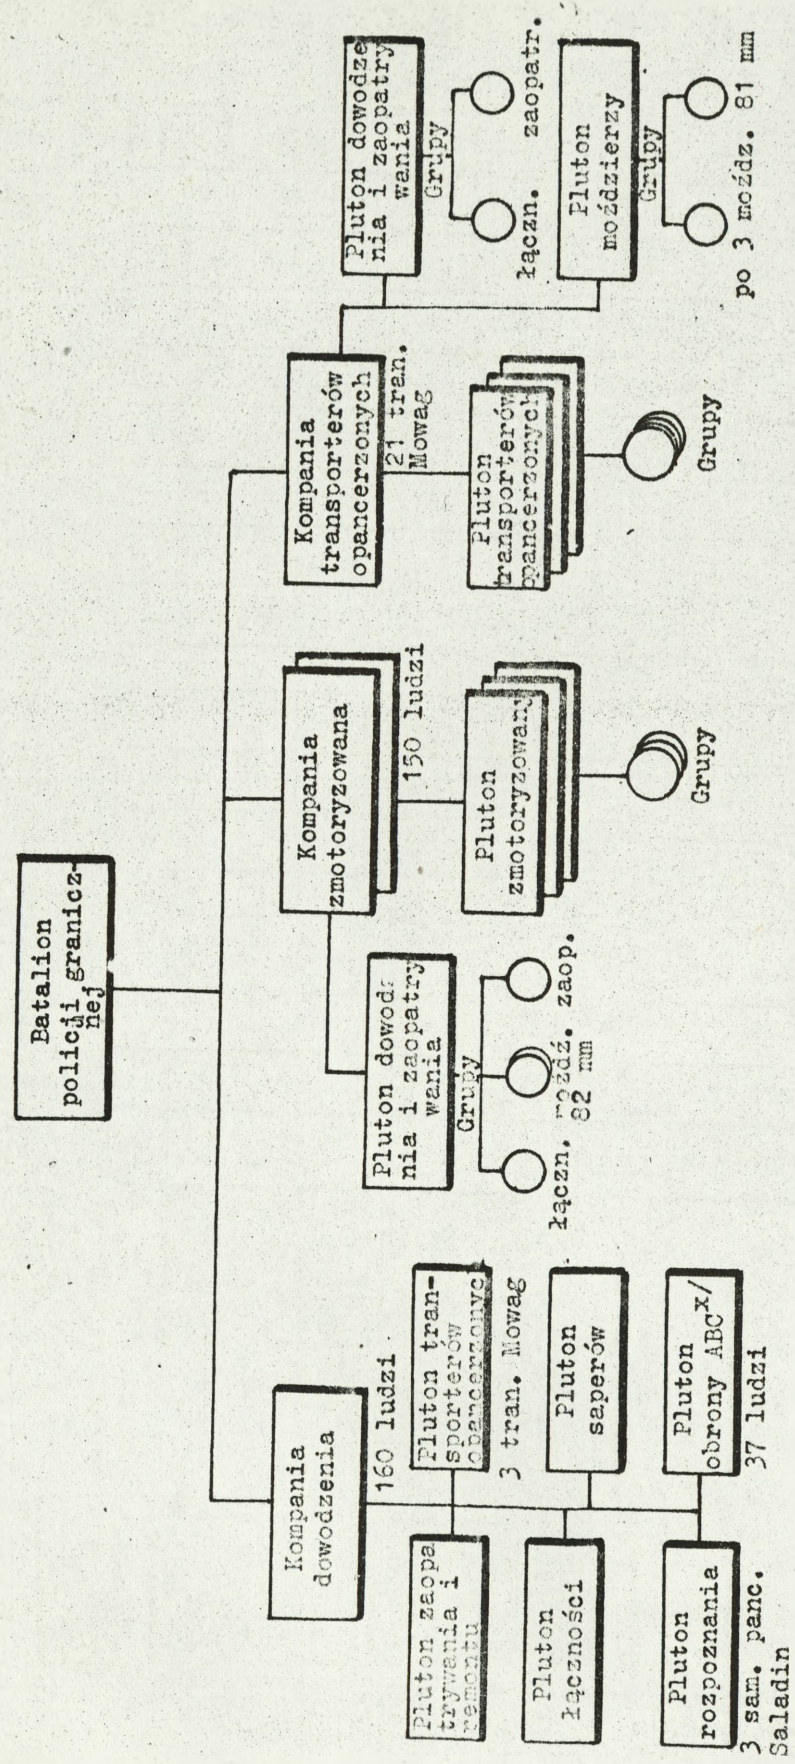 Batalion
policji granicz-
nej
Kompania
dowodzenia
160 ludzi
Pluton zaopa
trywania i
remontu
Pluton tran-
sporterów
opancerzonych
3 tran. Mowag
Pluton
łączności
Pluton
saperów
Pluton
rozpoznania
3 sam. panc.
Saladin
Pluton
obrony ABCx/
37 ludzi
Kompania
zmotoryzowana
150 ludzi
Pluton dowodze
nia i zaopatry
wania
Grupy
łączn. moźdź. zaop.
82 mm
Pluton
zmotoryzowany
Grupy
Kompania
transporterów
opancerzonych
21 tran.
Mowag
Pluton
transporterów
opancerzonych
Grupy
Pluton dowodze
nia i zaopatry
wania
Grupy
łączn. zaopatr.
Pluton
moździerzy
Grupy
po 3 moźdz. 81 mm